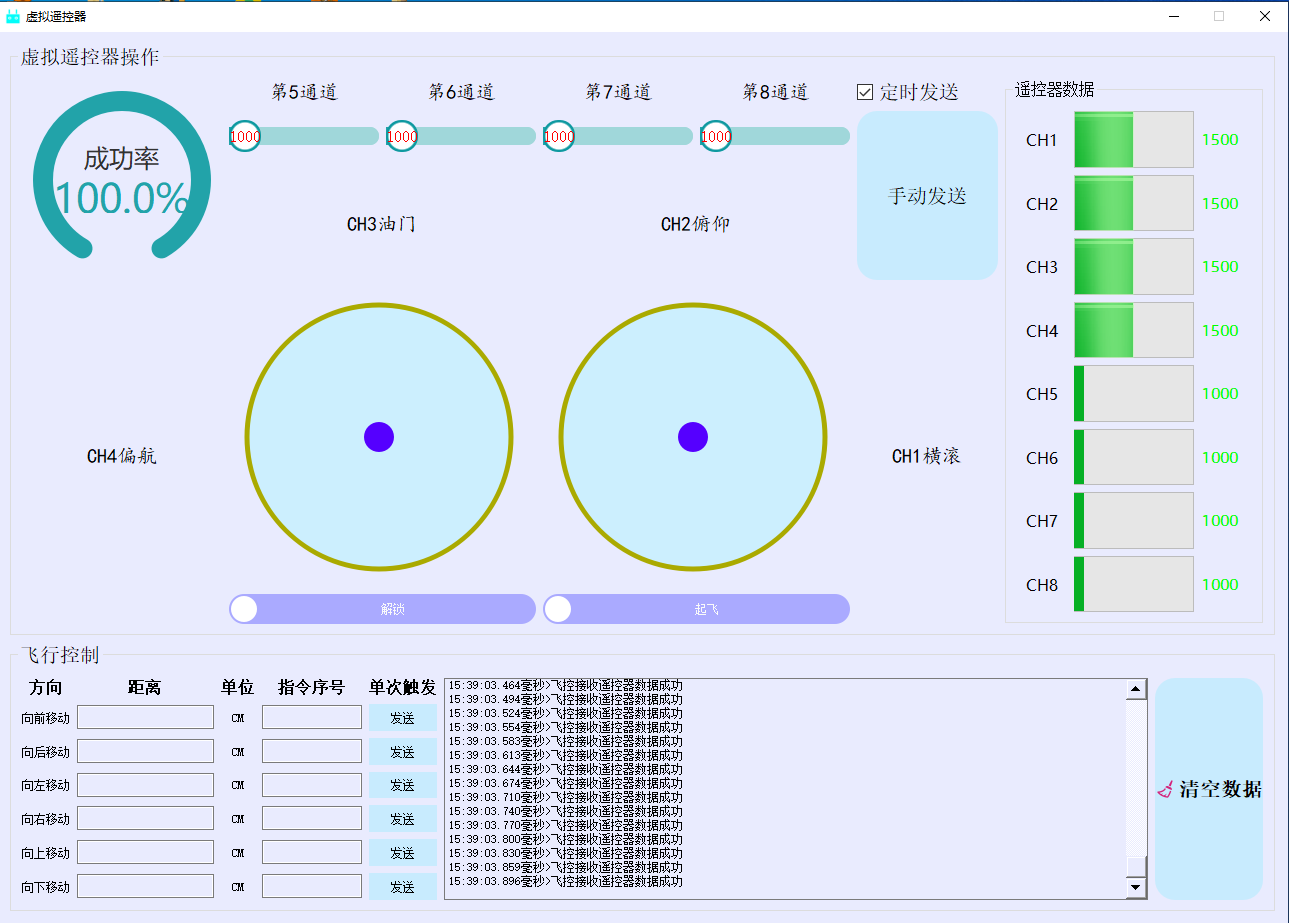 虚拟遥控器
虚拟遥控器操作
成功率
100.0%
第5通道 第6通道 第7通道 第8通道
1000 1000 1000 1000
CH3油门 CH2俯仰
CH4偏航 CH1横滚
解锁 起飞
定时发送
手动发送
遥控器数据
CH1 1500
CH2 1500
CH3 1500
CH4 1500
CH5 1000
CH6 1000
CH7 1000
CH8 1000
飞行控制
方向 距离 单位 指令序号 单次触发
向前移动 CM 发送
向后移动 CM 发送
向左移动 CM 发送
向右移动 CM 发送
向上移动 CM 发送
向下移动 CM 发送
15:39:03.464毫秒>飞控接收遥控器数据成功
15:39:03.494毫秒>飞控接收遥控器数据成功
15:39:03.524毫秒>飞控接收遥控器数据成功
15:39:03.554毫秒>飞控接收遥控器数据成功
15:39:03.583毫秒>飞控接收遥控器数据成功
15:39:03.613毫秒>飞控接收遥控器数据成功
15:39:03.644毫秒>飞控接收遥控器数据成功
15:39:03.674毫秒>飞控接收遥控器数据成功
15:39:03.710毫秒>飞控接收遥控器数据成功
15:39:03.740毫秒>飞控接收遥控器数据成功
15:39:03.770毫秒>飞控接收遥控器数据成功
15:39:03.800毫秒>飞控接收遥控器数据成功
15:39:03.830毫秒>飞控接收遥控器数据成功
15:39:03.859毫秒>飞控接收遥控器数据成功
15:39:03.896毫秒>飞控接收遥控器数据成功
清空数据